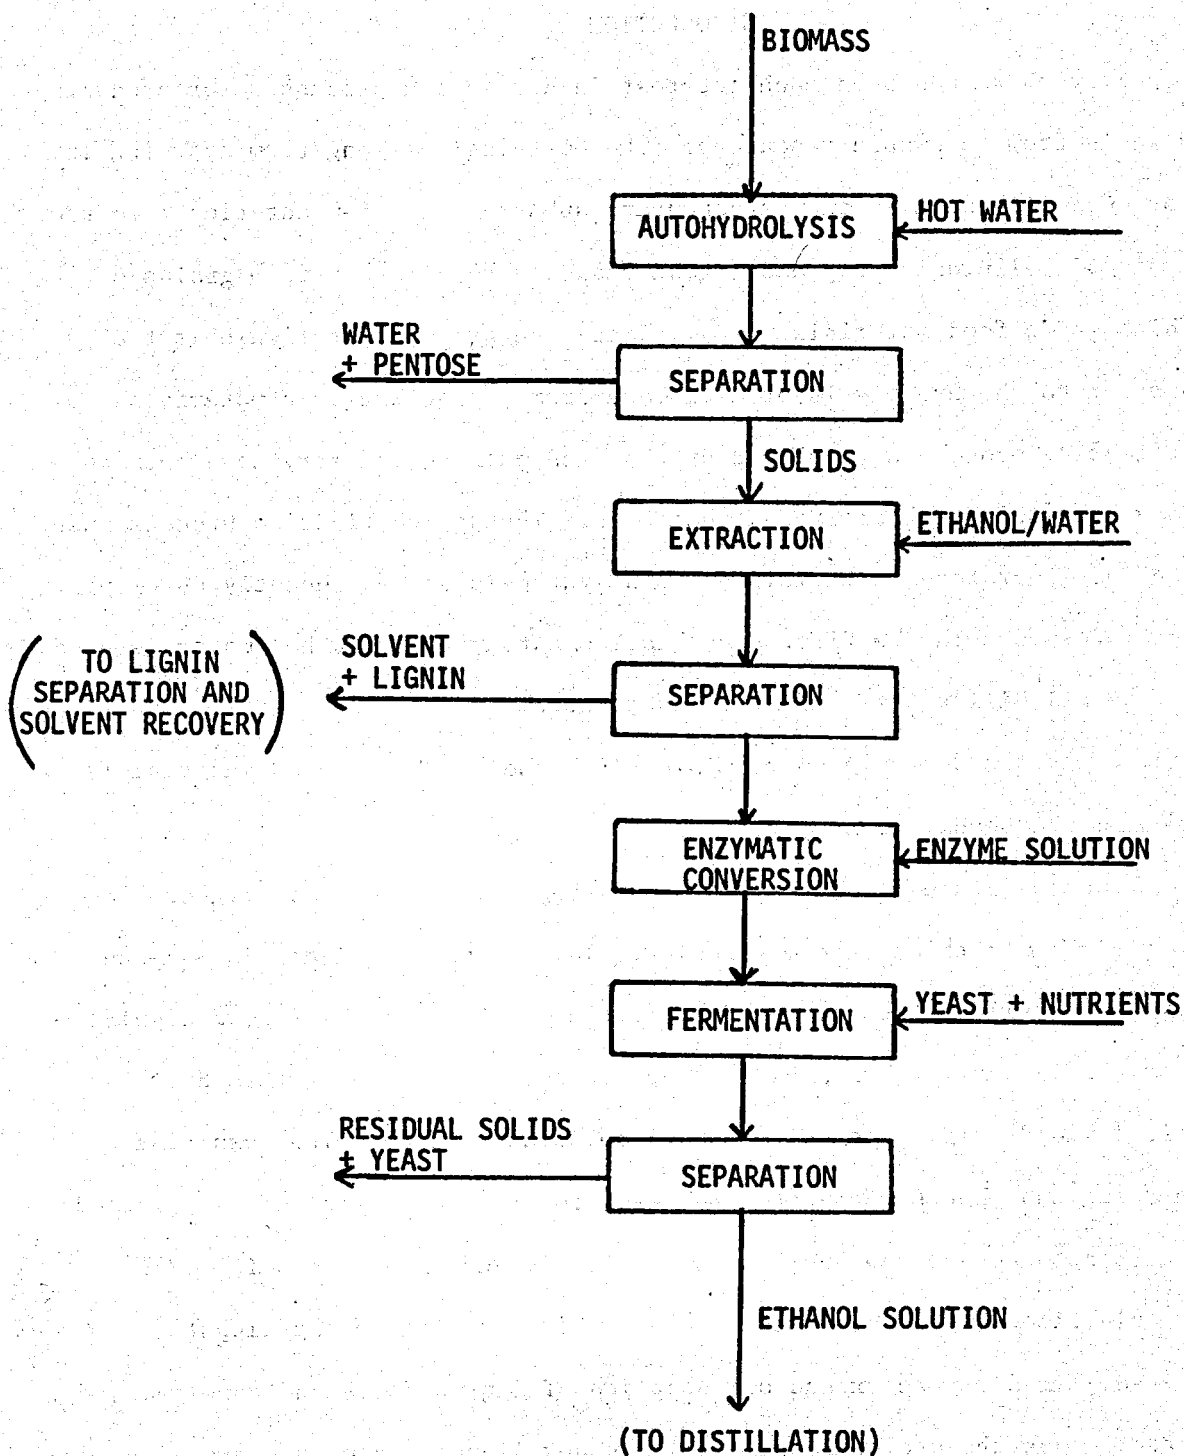 BIOMASS
AUTOHYDROLYSIS
HOT WATER
WATER
+ PENTOSE
SEPARATION
SOLIDS
EXTRACTION
ETHANOL/WATER
(TO LIGNIN
SEPARATION AND
SOLVENT RECOVERY)
SOLVENT
+ LIGNIN
SEPARATION
ENZYMATIC
CONVERSION
ENZYME SOLUTION
FERMENTATION
YEAST + NUTRIENTS
RESIDUAL SOLIDS
+ YEAST
SEPARATION
ETHANOL SOLUTION
(TO DISTILLATION)